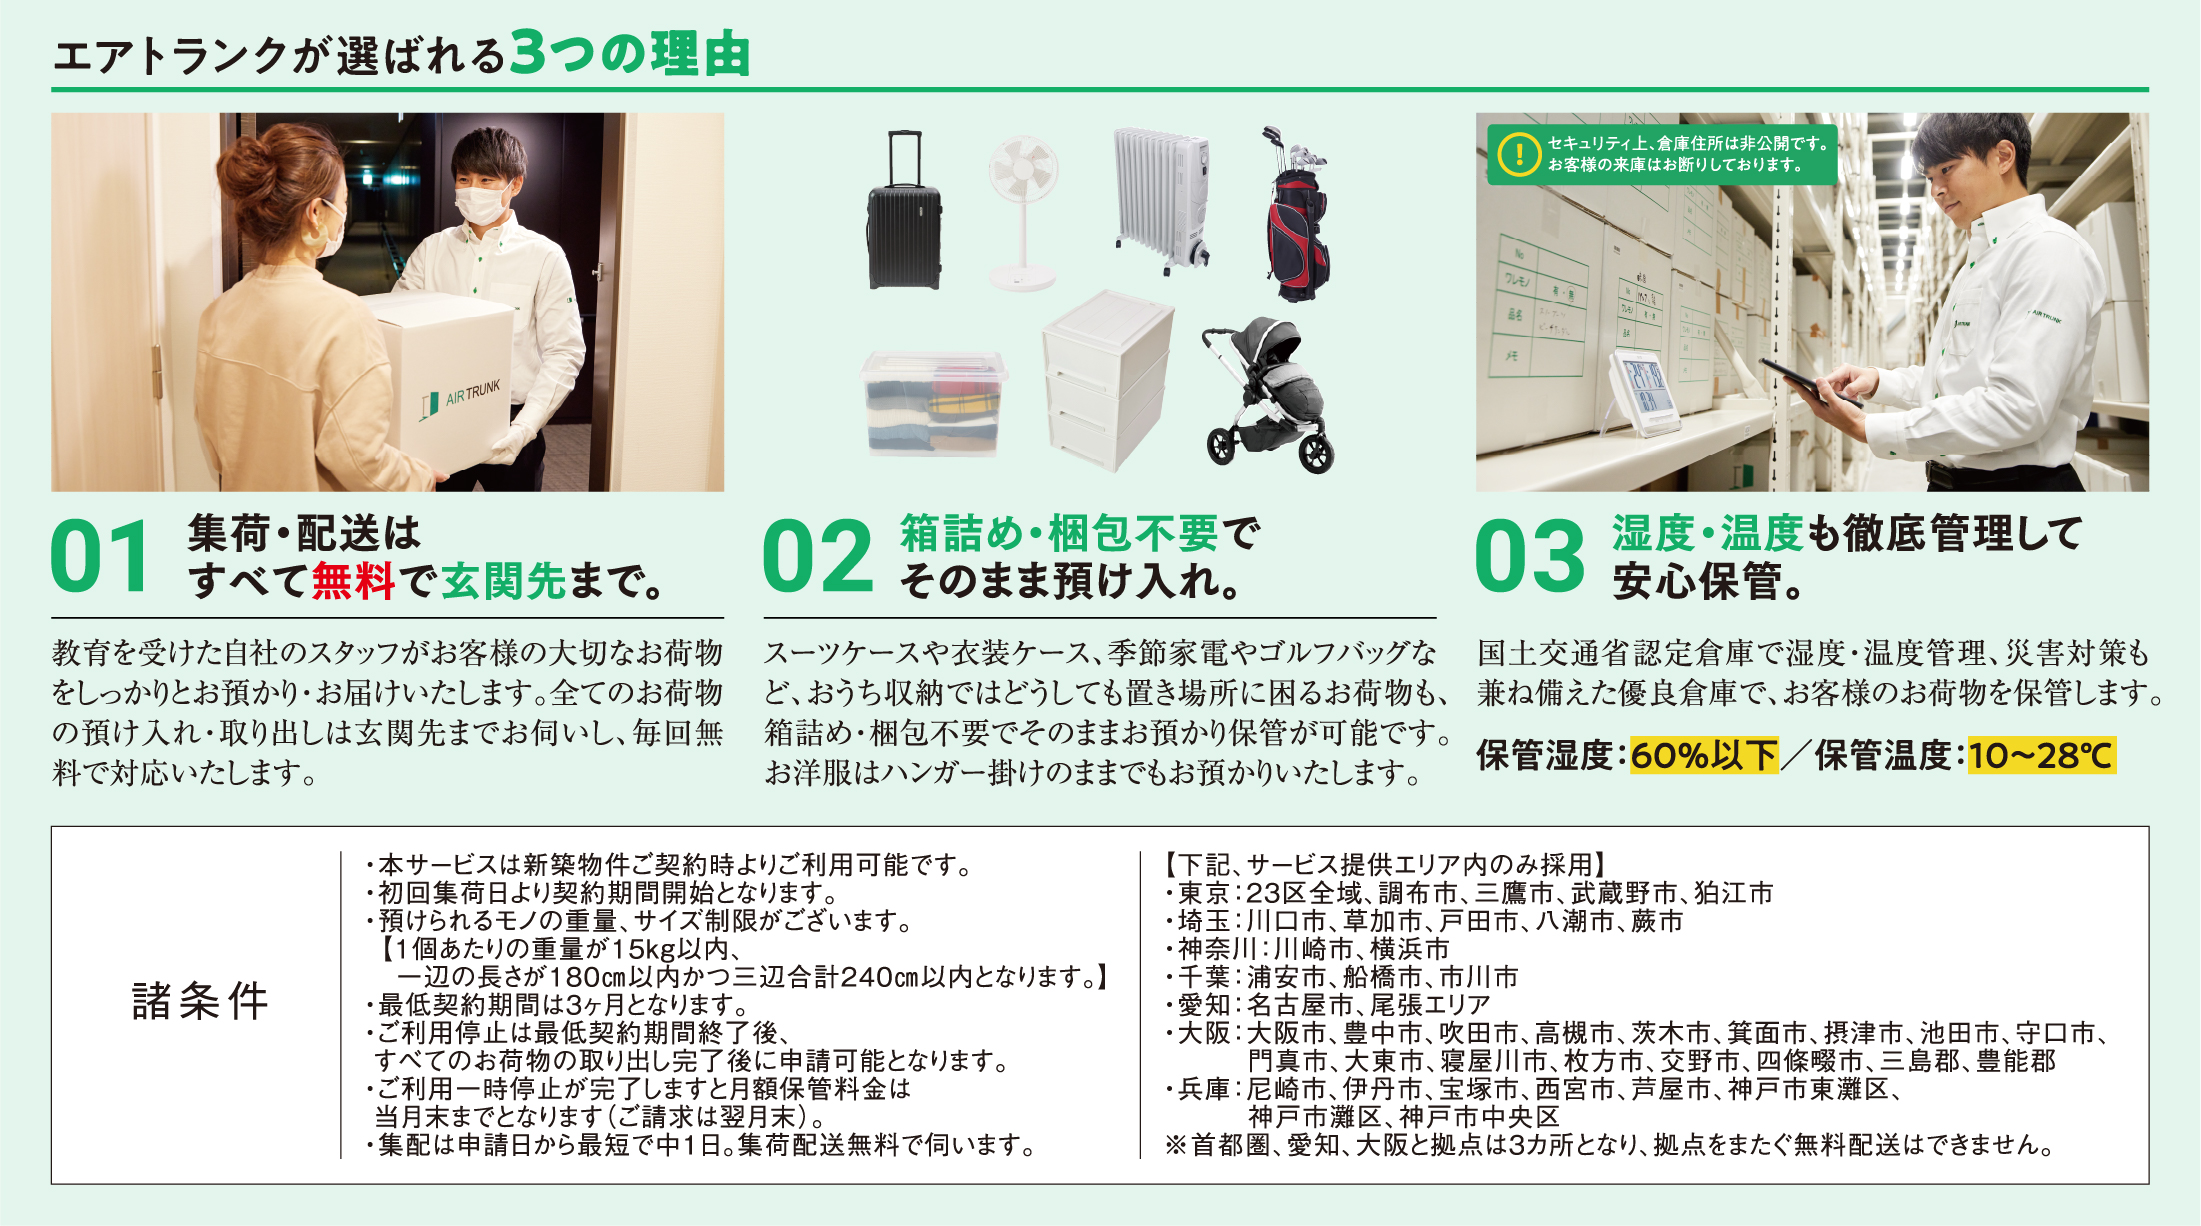 エアトランクが選ばれる3つの理由
AIR TRUNK
! セキュリティ上、倉庫住所は非公開です。
お客様の来庫はお断りしております。
No
ワレモノ 有・無
品名
メモ
AIRTRUNK
01 集荷・配送は
すべて無料で玄関先まで。
教育を受けた自社のスタッフがお客様の大切なお荷物
をしっかりとお預かり・お届けいたします。全てのお荷物
の預け入れ・取り出しは玄関先までお伺いし、毎回無
料で対応いたします。
02 箱詰め・梱包不要で
そのまま預け入れ。
スーツケースや衣装ケース、季節家電やゴルフバッグな
ど、おうち収納ではどうしても置き場所に困るお荷物も、
箱詰め・梱包不要でそのままお預かり保管が可能です。
お洋服はハンガー掛けのままでもお預かりいたします。
03 湿度・温度も徹底管理して
安心保管。
国土交通省認定倉庫で湿度・温度管理、災害対策も
兼ね備えた優良倉庫で、お客様のお荷物を保管します。
保管湿度：60%以下／保管温度：10〜28℃
諸条件
・本サービスは新築物件ご契約時よりご利用可能です。
・初回集荷日より契約期間開始となります。
・預けられるモノの重量、サイズ制限がございます。
【1個あたりの重量が15kg以内、
一辺の長さが180㎝以内かつ三辺合計240㎝以内となります。】
・最低契約期間は3ヶ月となります。
・ご利用停止は最低契約期間終了後、
すべてのお荷物の取り出し完了後に申請可能となります。
・ご利用一時停止が完了しますと月額保管料金は
当月末までとなります（ご請求は翌月末）。
・集配は申請日から最短で中1日。集荷配送無料で伺います。
【下記、サービス提供エリア内のみ採用】
・東京：23区全域、調布市、三鷹市、武蔵野市、狛江市
・埼玉：川口市、草加市、戸田市、八潮市、蕨市
・神奈川：川崎市、横浜市
・千葉：浦安市、船橋市、市川市
・愛知：名古屋市、尾張エリア
・大阪：大阪市、豊中市、吹田市、高槻市、茨木市、箕面市、摂津市、池田市、守口市、
門真市、大東市、寝屋川市、枚方市、交野市、四條畷市、三島郡、豊能郡
・兵庫：尼崎市、伊丹市、宝塚市、西宮市、芦屋市、神戸市東灘区、
神戸市灘区、神戸市中央区
※首都圏、愛知、大阪と拠点は3カ所となり、拠点をまたぐ無料配送はできません。